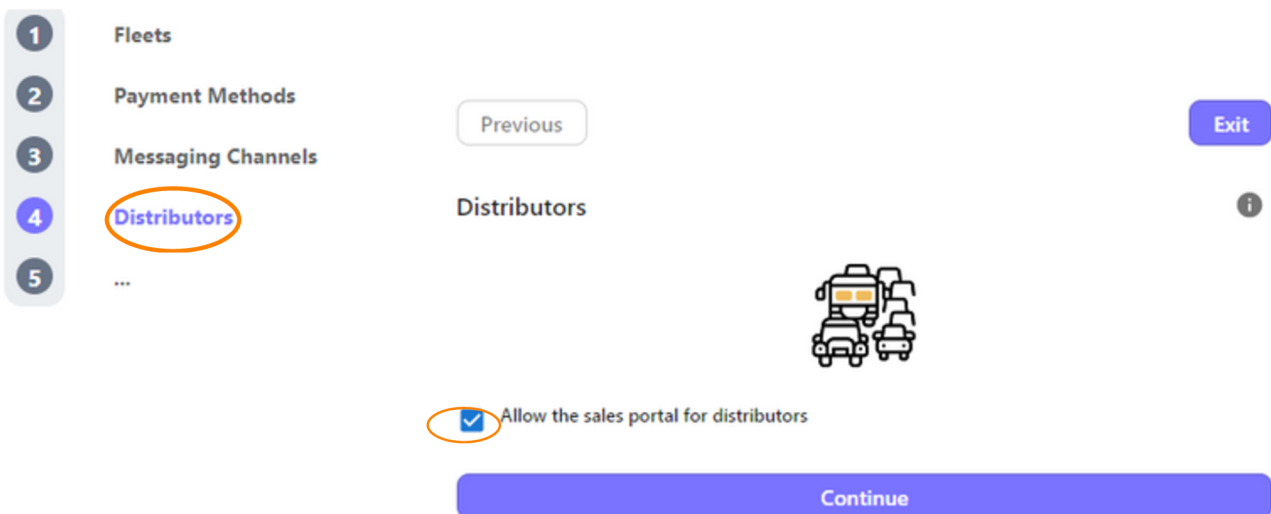 1 Fleets
2 Payment Methods
3 Messaging Channels
4 Distributors
5 ...
Previous
Exit
Distributors
Allow the sales portal for distributors
Continue